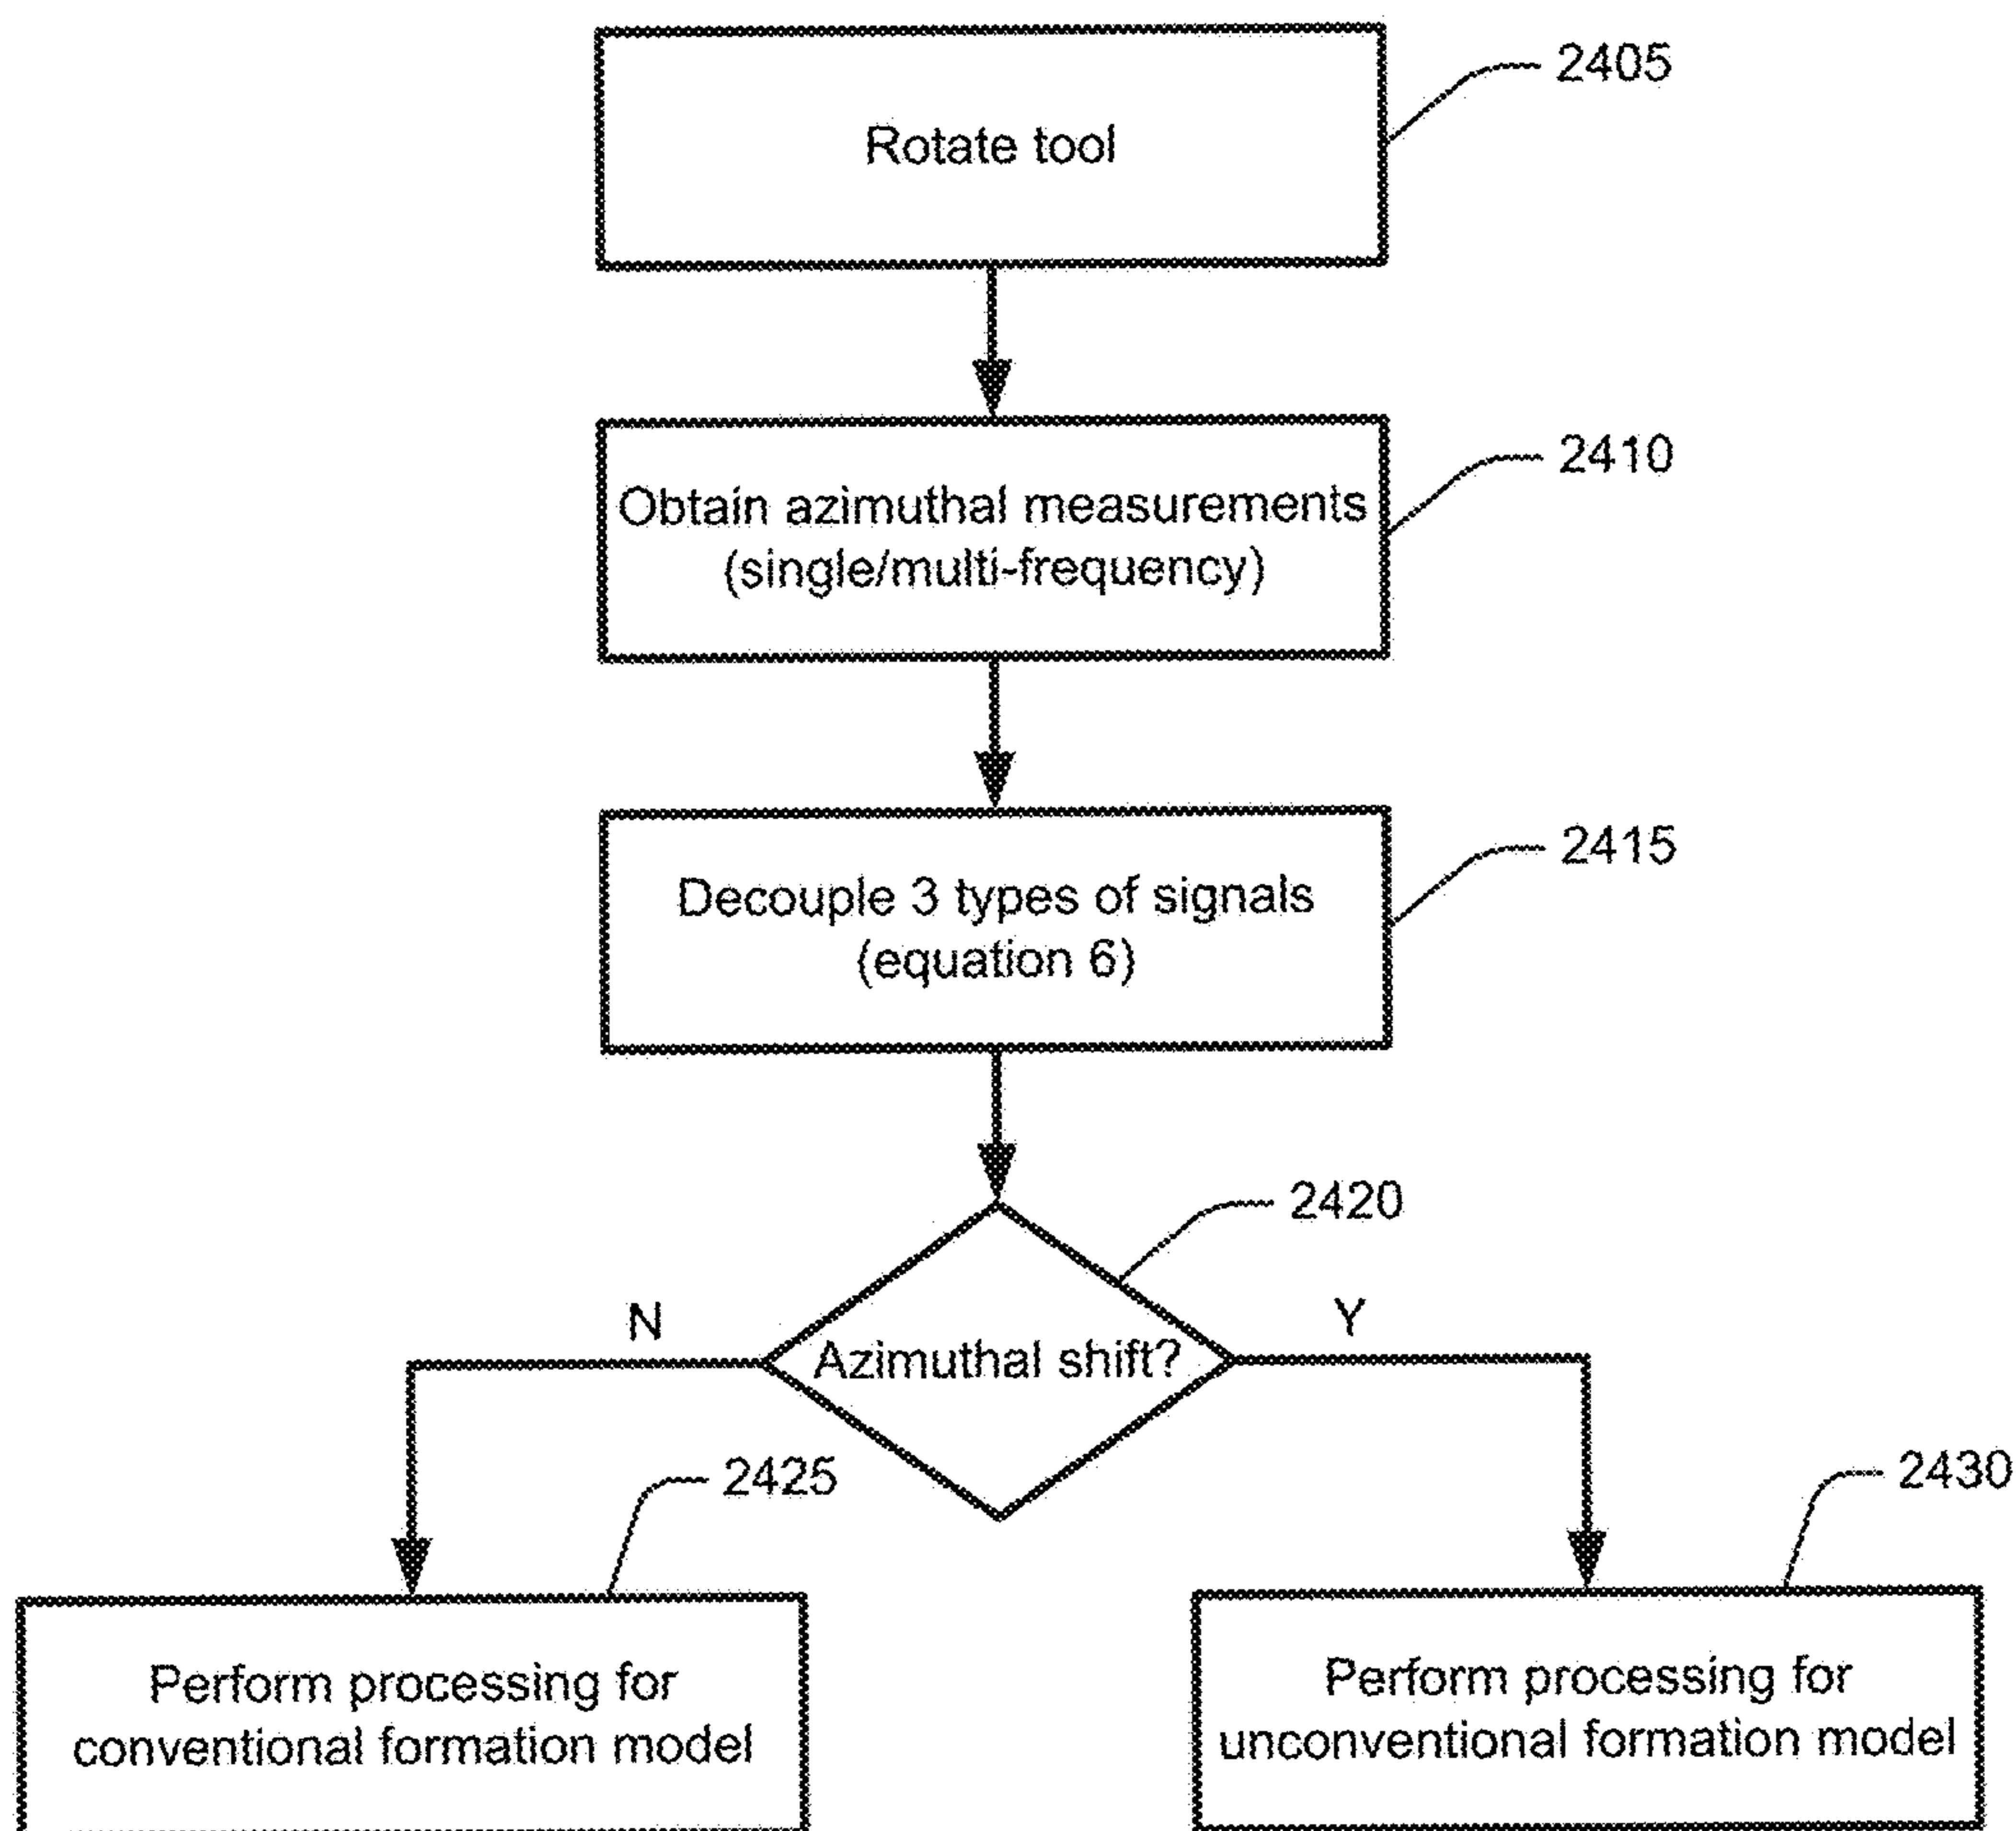 Rotate tool
2405
Obtain azimuthal measurements
(single/multi-frequency)
2410
Decouple 3 types of signals
(equation 6)
2415
Azimuthal shift?
2420
N
Y
2425
Perform processing for
conventional formation model
2430
Perform processing for
unconventional formation model